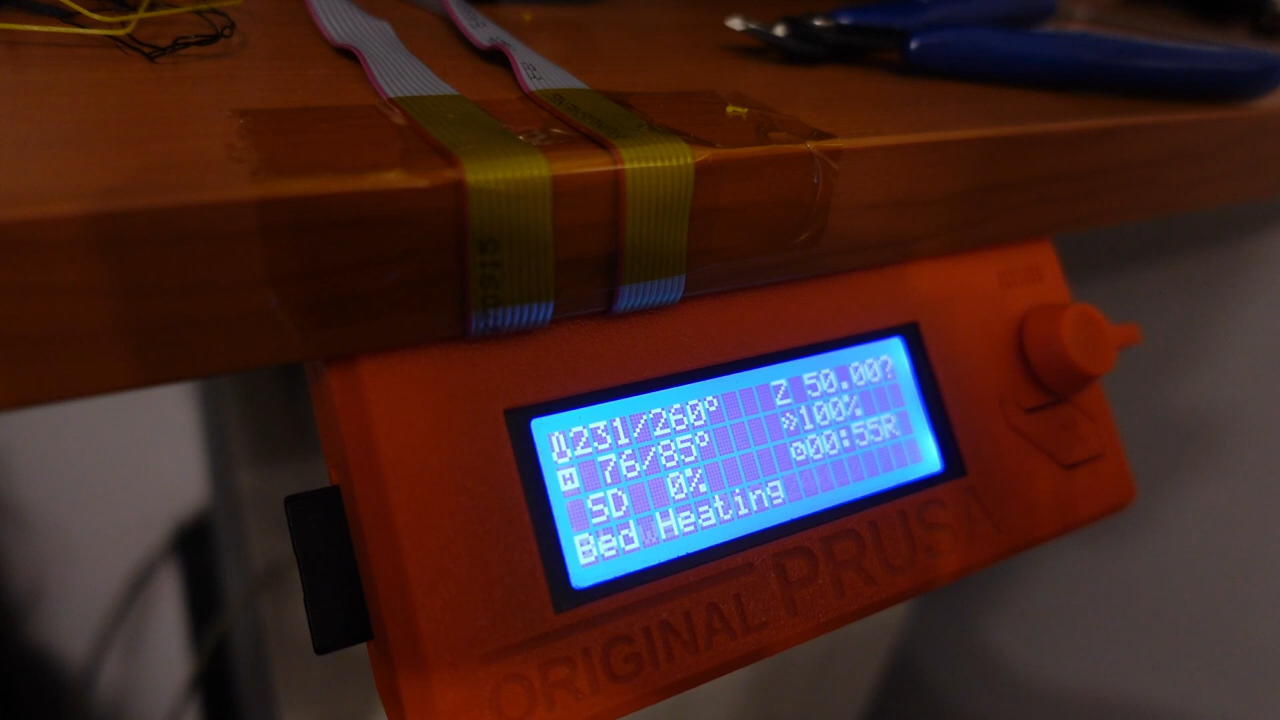 231/260° Z 50.00?
76/85° 100%
SD 0% 00:55R
Bed Heating
ORIGINAL PRUSA